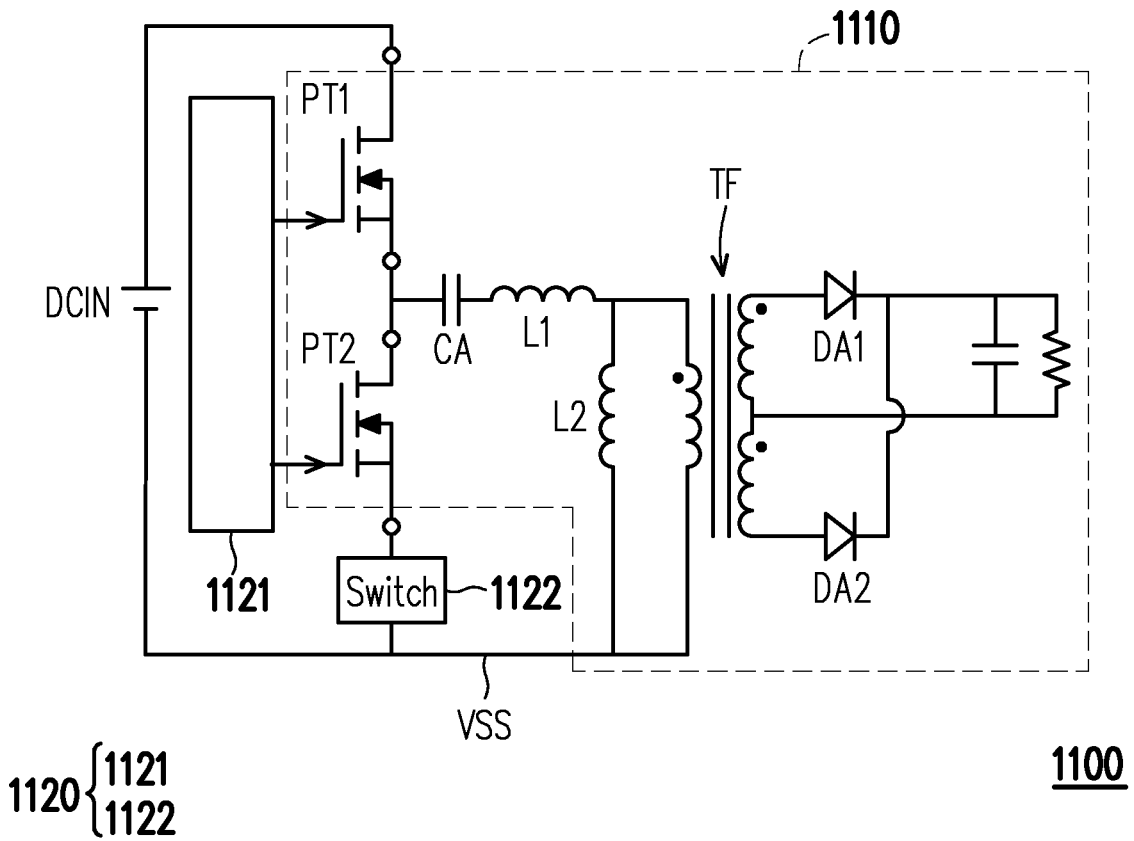 1110
PT1
TF
DCIN
PT2
CA
L1
DA1
L2
1121
Switch
1122
DA2
VSS
1120 { 1121
1122
1100